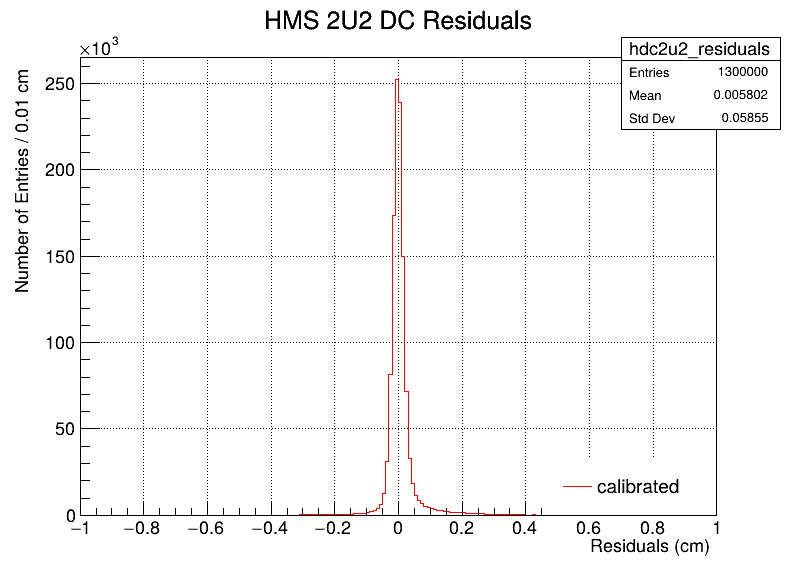 HMS 2U2 DC Residuals
×10³
hdc2u2_residuals
Entries 1300000
Mean 0.005802
Std Dev 0.05855
Number of Entries / 0.01 cm
250
200
150
100
50
0
−1 −0.8 −0.6 −0.4 −0.2 0 0.2 0.4 0.6 0.8 1
Residuals (cm)
calibrated